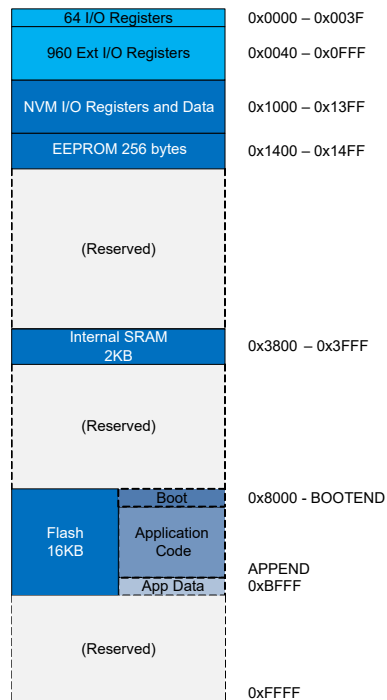 64 I/O Registers 0x0000 – 0x003F
960 Ext I/O Registers 0x0040 – 0x0FFF
NVM I/O Registers and Data 0x1000 – 0x13FF
EEPROM 256 bytes 0x1400 – 0x14FF
(Reserved)
Internal SRAM
2KB
0x3800 – 0x3FFF
(Reserved)
Boot 0x8000 - BOOTEND
Flash
16KB
Application
Code
APPEND
App Data 0xBFFF
(Reserved)
0xFFFF